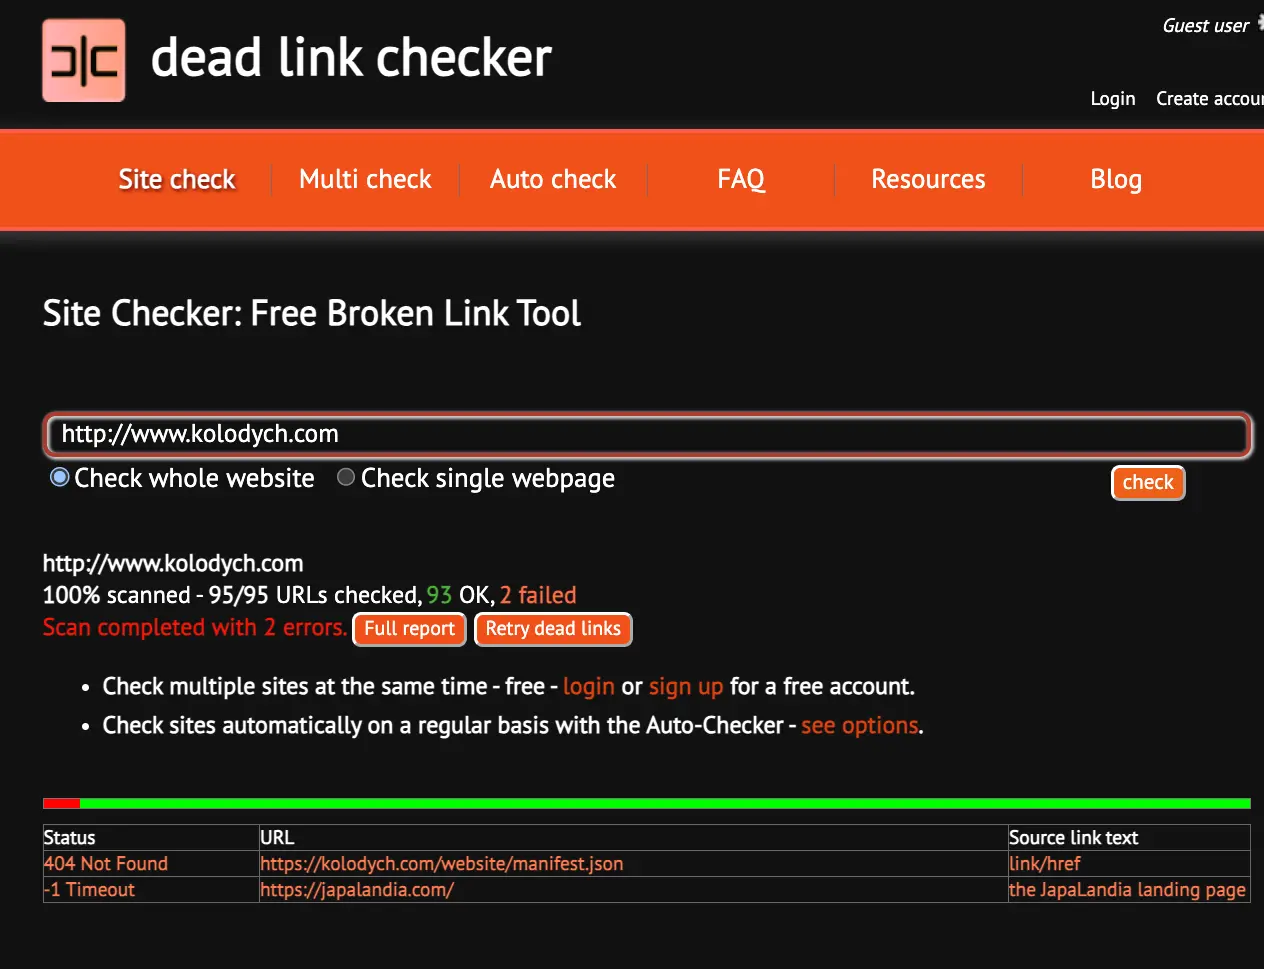 dead link checker
Guest user
Login Create accou
Site check Multi check Auto check FAQ Resources Blog
Site Checker: Free Broken Link Tool
http://www.kolodych.com
Check whole website Check single webpage check
http://www.kolodych.com
100% scanned - 95/95 URLs checked, 93 OK, 2 failed
Scan completed with 2 errors. Full report Retry dead links
• Check multiple sites at the same time - free - login or sign up for a free account.
• Check sites automatically on a regular basis with the Auto-Checker - see options.
Status URL Source link text
404 Not Found https://kolodych.com/website/manifest.json link/href
-1 Timeout https://japalandia.com/ the JapaLandia landing page